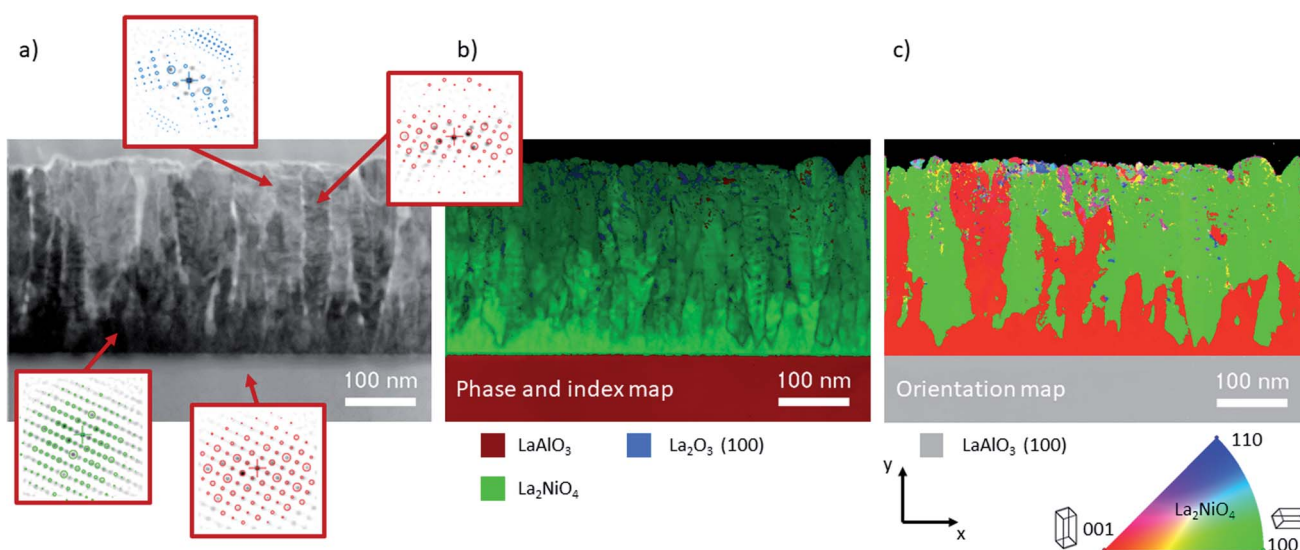 a)
b)
c)
100 nm
Phase and index map
100 nm
Orientation map
100 nm
LaAlO₃
La₂O₃ (100)
La₂NiO₄
LaAlO₃ (100)
y
x
110
La₂NiO₄
001
100